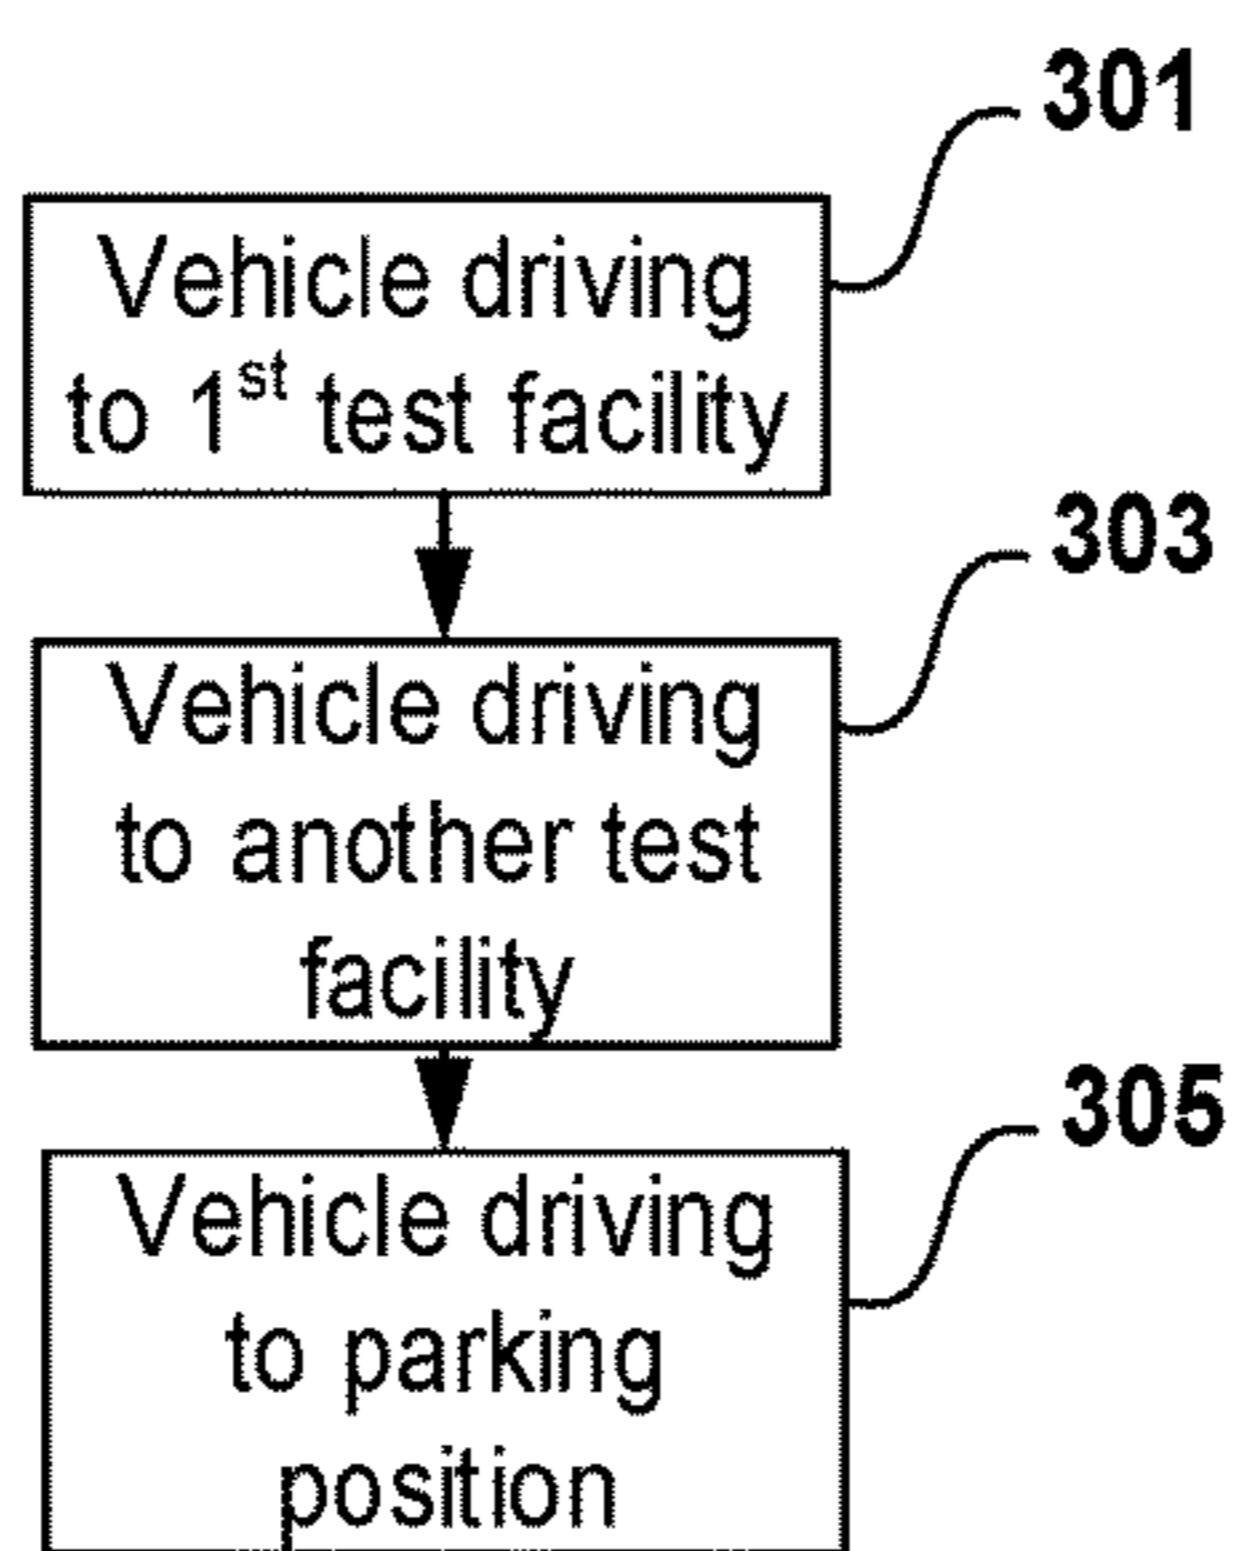 301
Vehicle driving
to 1st test facility
303
Vehicle driving
to another test
facility
305
Vehicle driving
to parking
position